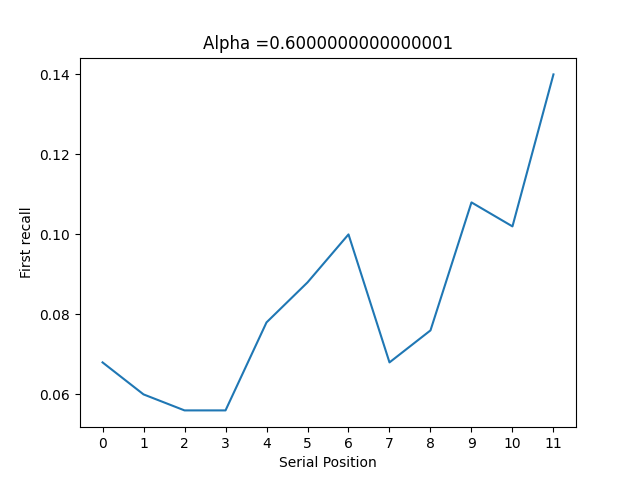 Alpha =0.6000000000000001
0.14
0.12
0.10
0.08
0.06
First recall
0 1 2 3 4 5 6 7 8 9 10 11
Serial Position